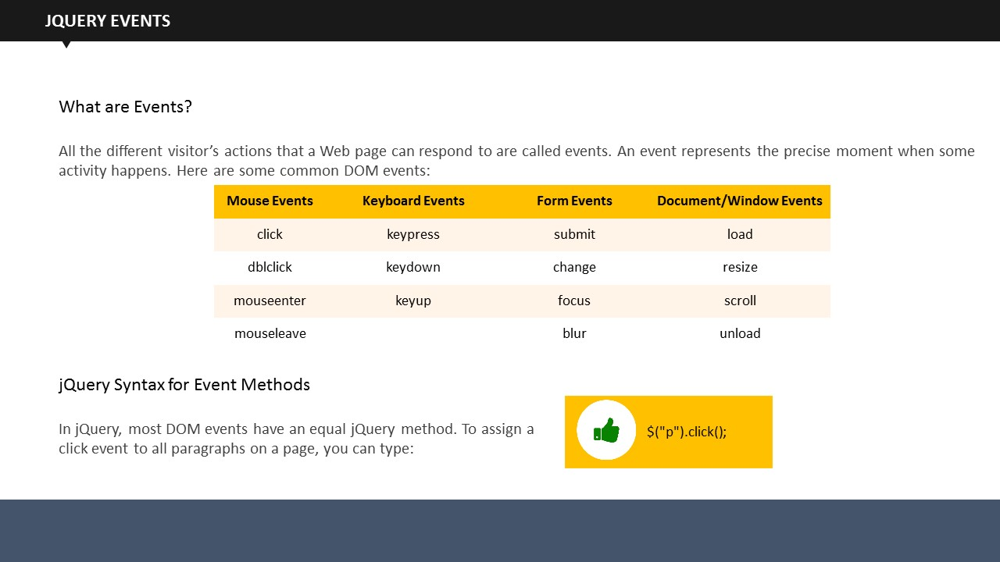 JQUERY EVENTS
What are Events?
All the different visitor’s actions that a Web page can respond to are called events. An event represents the precise moment when some
activity happens. Here are some common DOM events:
Mouse Events Keyboard Events Form Events Document/Window Events
click keypress submit load
dblclick keydown change resize
mouseenter keyup focus scroll
mouseleave blur unload
jQuery Syntax for Event Methods
In jQuery, most DOM events have an equal jQuery method. To assign a
click event to all paragraphs on a page, you can type:
$("p").click();